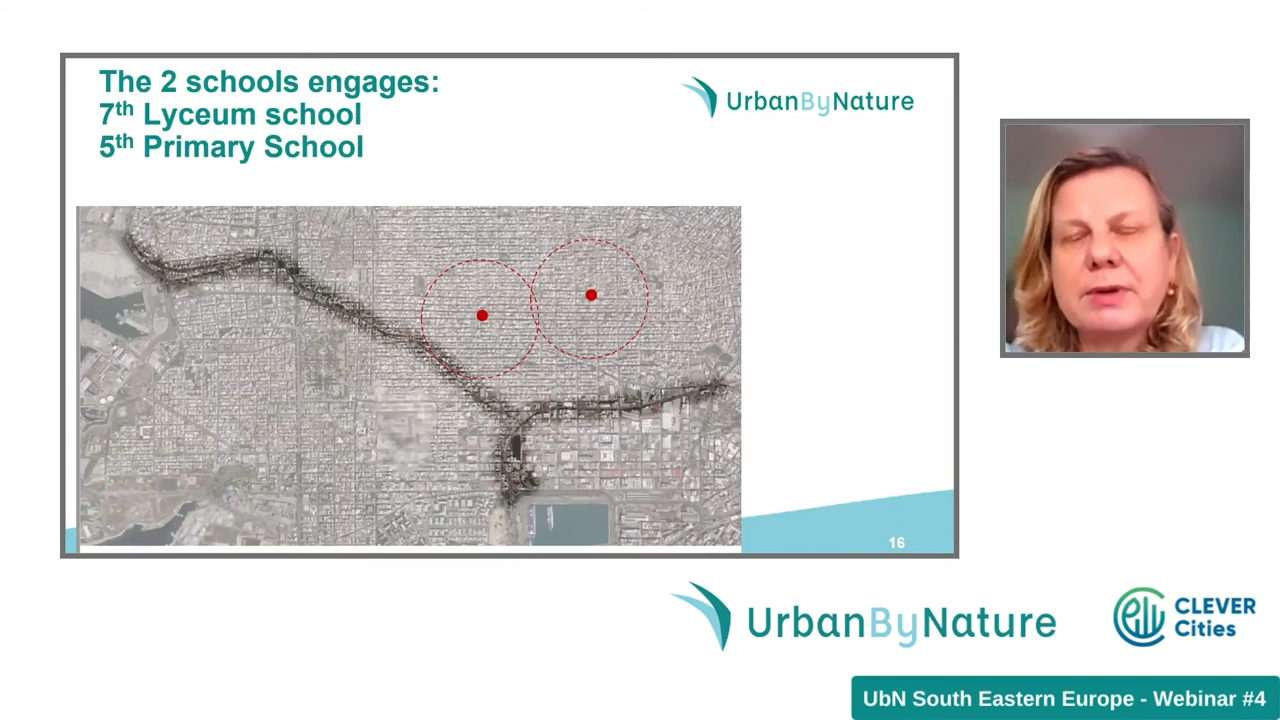 The 2 schools engages:
7th Lyceum school
5th Primary School
UrbanByNature
16
UrbanByNature
CLEVER
Cities
UbN South Eastern Europe - Webinar #4